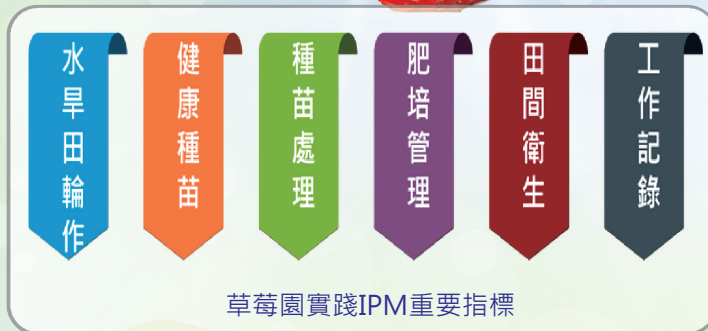 水旱田輪作
健康種苗
種苗處理
肥培管理
田間衛生
工作記錄
草莓園實踐IPM重要指標